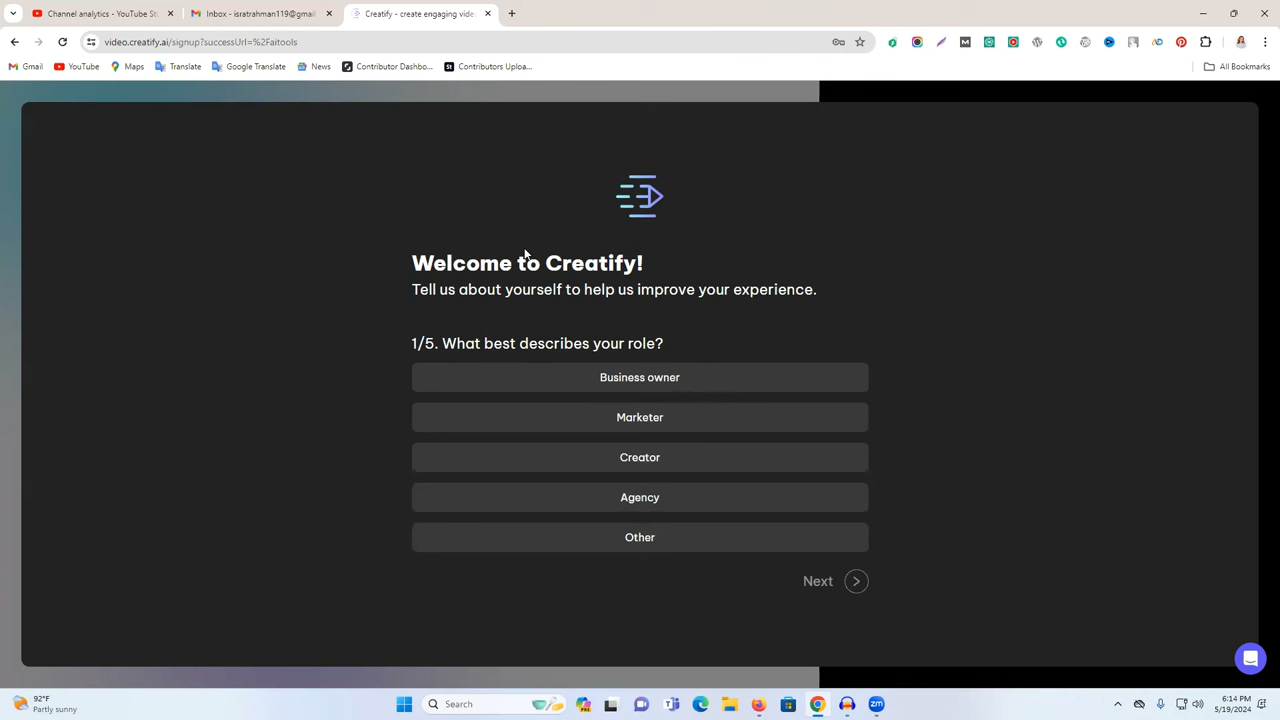 Channel analytics - YouTube St
Inbox - isratrahman119@gmail
Creatify - create engaging vide
video.creatify.ai/signup?successUrl=%2Faitools
Gmail
YouTube
Maps
Translate
Google Translate
News
Contributor Dashbo...
St
Contributors Uploa...
All Bookmarks
Welcome to Creatify!
Tell us about yourself to help us improve your experience.
1/5. What best describes your role?
Business owner
Marketer
Creator
Agency
Other
Next
92°F
Partly sunny
Search
zm
6:14 PM
5/19/2024